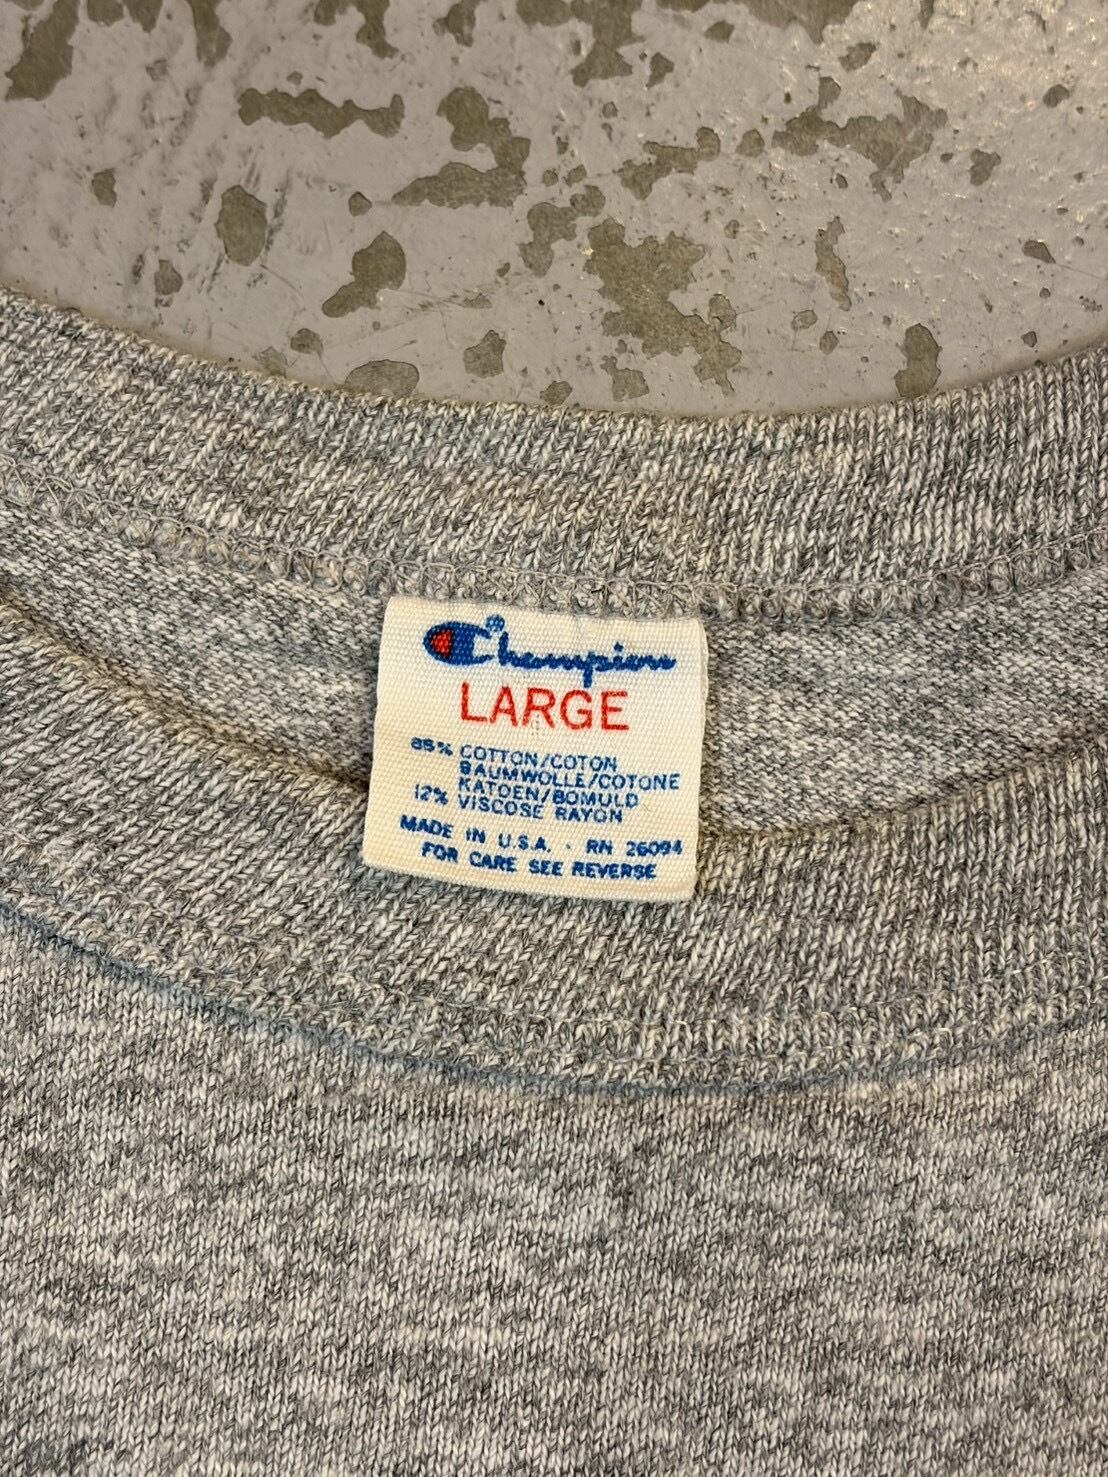 ®
Champion
LARGE
88% COTTON/COTON
BAUMWOLLE/COTONE
KATOEN/BOMULD
12% VISCOSE RAYON
MADE IN U.S.A. · RN 26094
FOR CARE SEE REVERSE